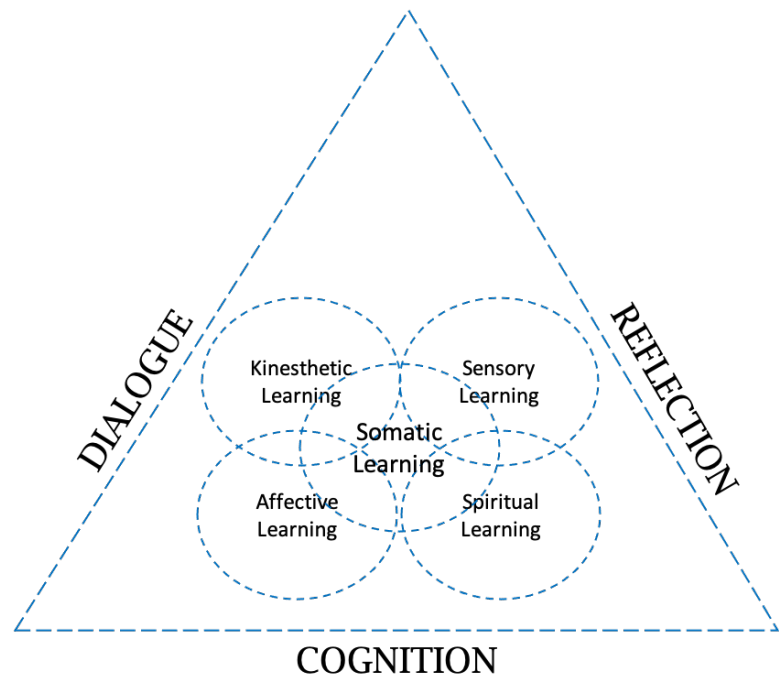 DIALOGUE
REFLECTION
Kinesthetic
Learning
Sensory
Learning
Somatic
Learning
Affective
Learning
Spiritual
Learning
COGNITION